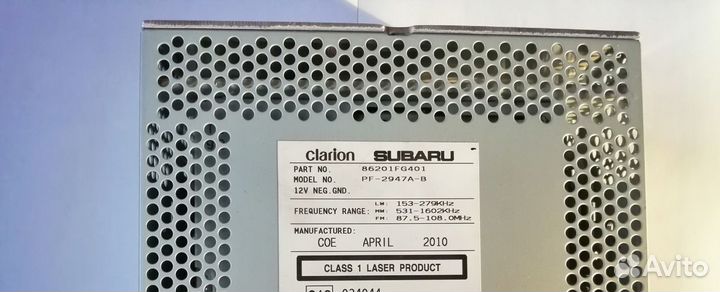 clarion SUBARU
PART NO. 86201FG401
MODEL NO. PF-2947A-B
12V NEG.GND.
LW: 153-279KHz
FREQUENCY RANGE: MW: 531-1602KHz
FM: 87.5-108.0MHz
MANUFACTURED:
COE APRIL 2010
CLASS 1 LASER PRODUCT
034044
Avito